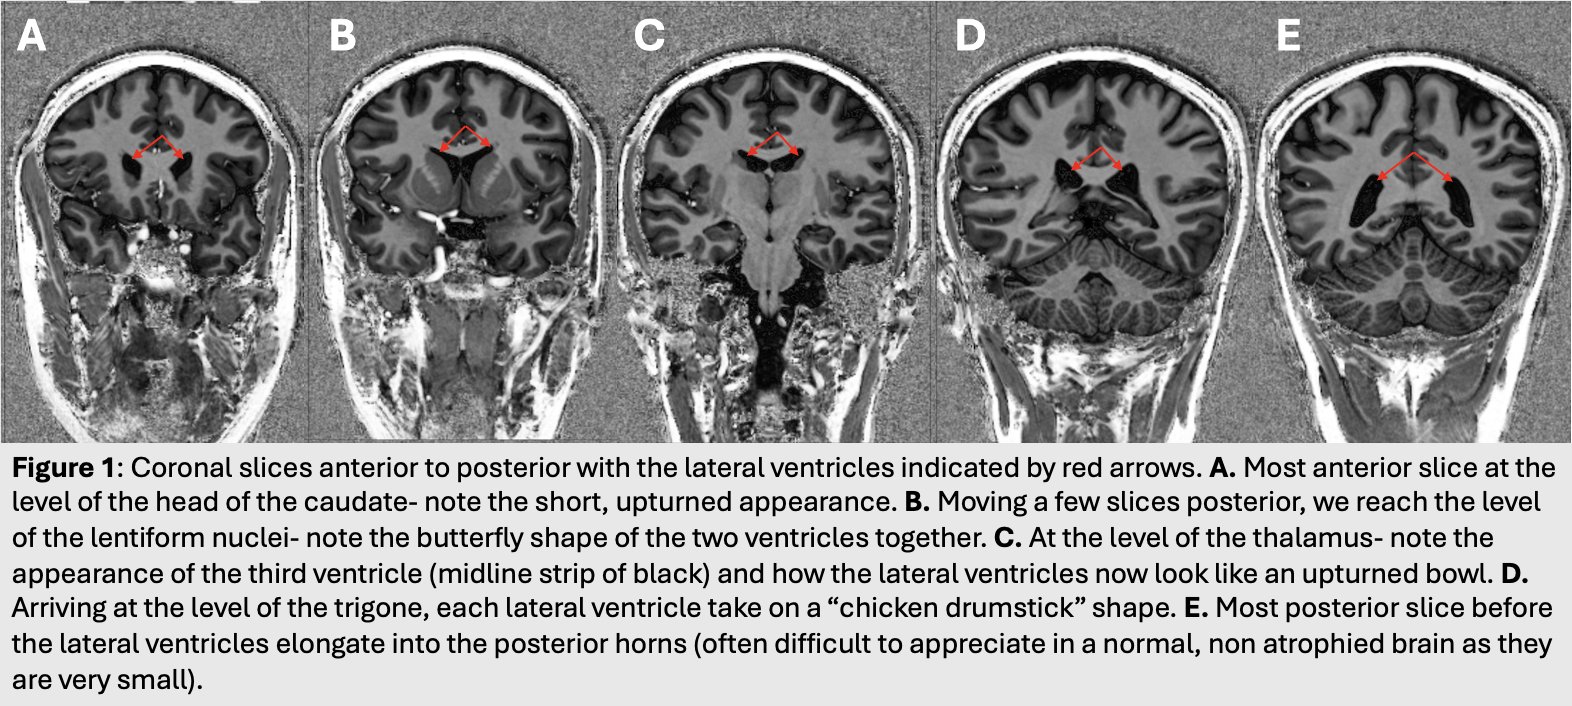 A B C D E
Figure 1: Coronal slices anterior to posterior with the lateral ventricles indicated by red arrows. A. Most anterior slice at the
level of the head of the caudate- note the short, upturned appearance. B. Moving a few slices posterior, we reach the level
of the lentiform nuclei- note the butterfly shape of the two ventricles together. C. At the level of the thalamus- note the
appearance of the third ventricle (midline strip of black) and how the lateral ventricles now look like an upturned bowl. D.
Arriving at the level of the trigone, each lateral ventricle take on a “chicken drumstick” shape. E. Most posterior slice before
the lateral ventricles elongate into the posterior horns (often difficult to appreciate in a normal, non atrophied brain as they
are very small).